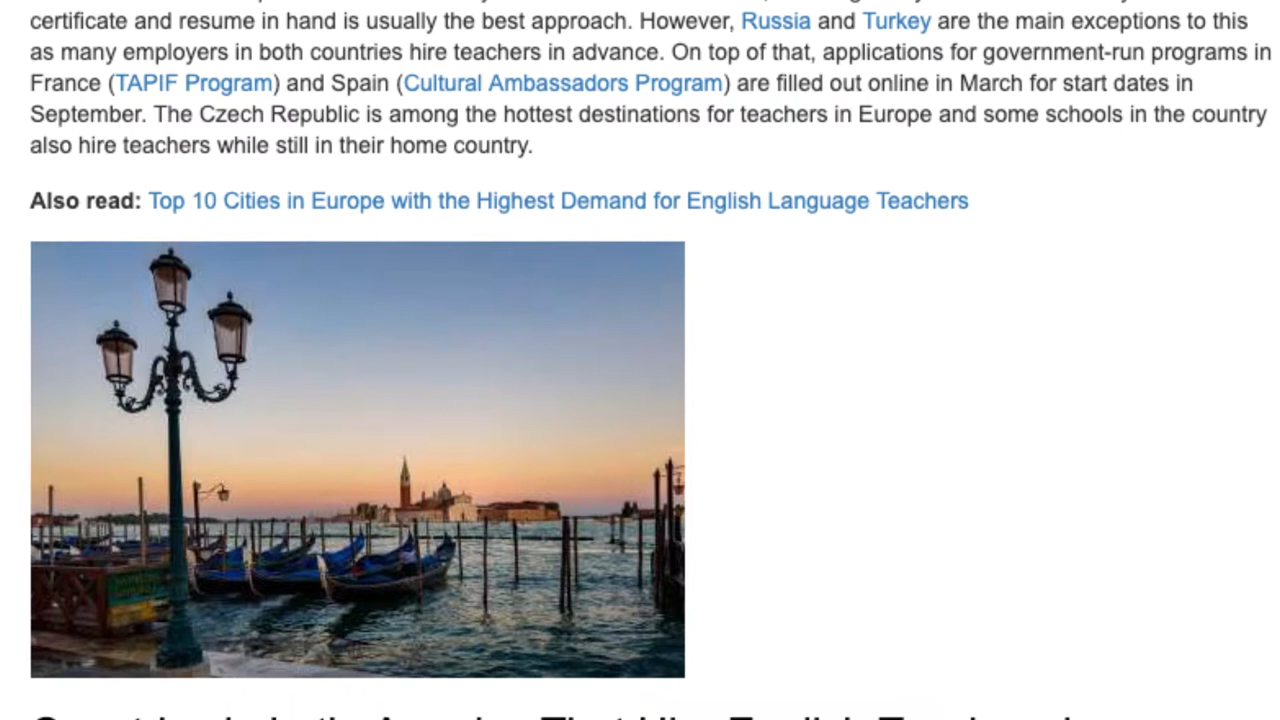 certificate and resume in hand is usually the best approach. However, Russia and Turkey are the main exceptions to this
as many employers in both countries hire teachers in advance. On top of that, applications for government-run programs in
France (TAPIF Program) and Spain (Cultural Ambassadors Program) are filled out online in March for start dates in
September. The Czech Republic is among the hottest destinations for teachers in Europe and some schools in the country
also hire teachers while still in their home country.
Also read: Top 10 Cities in Europe with the Highest Demand for English Language Teachers